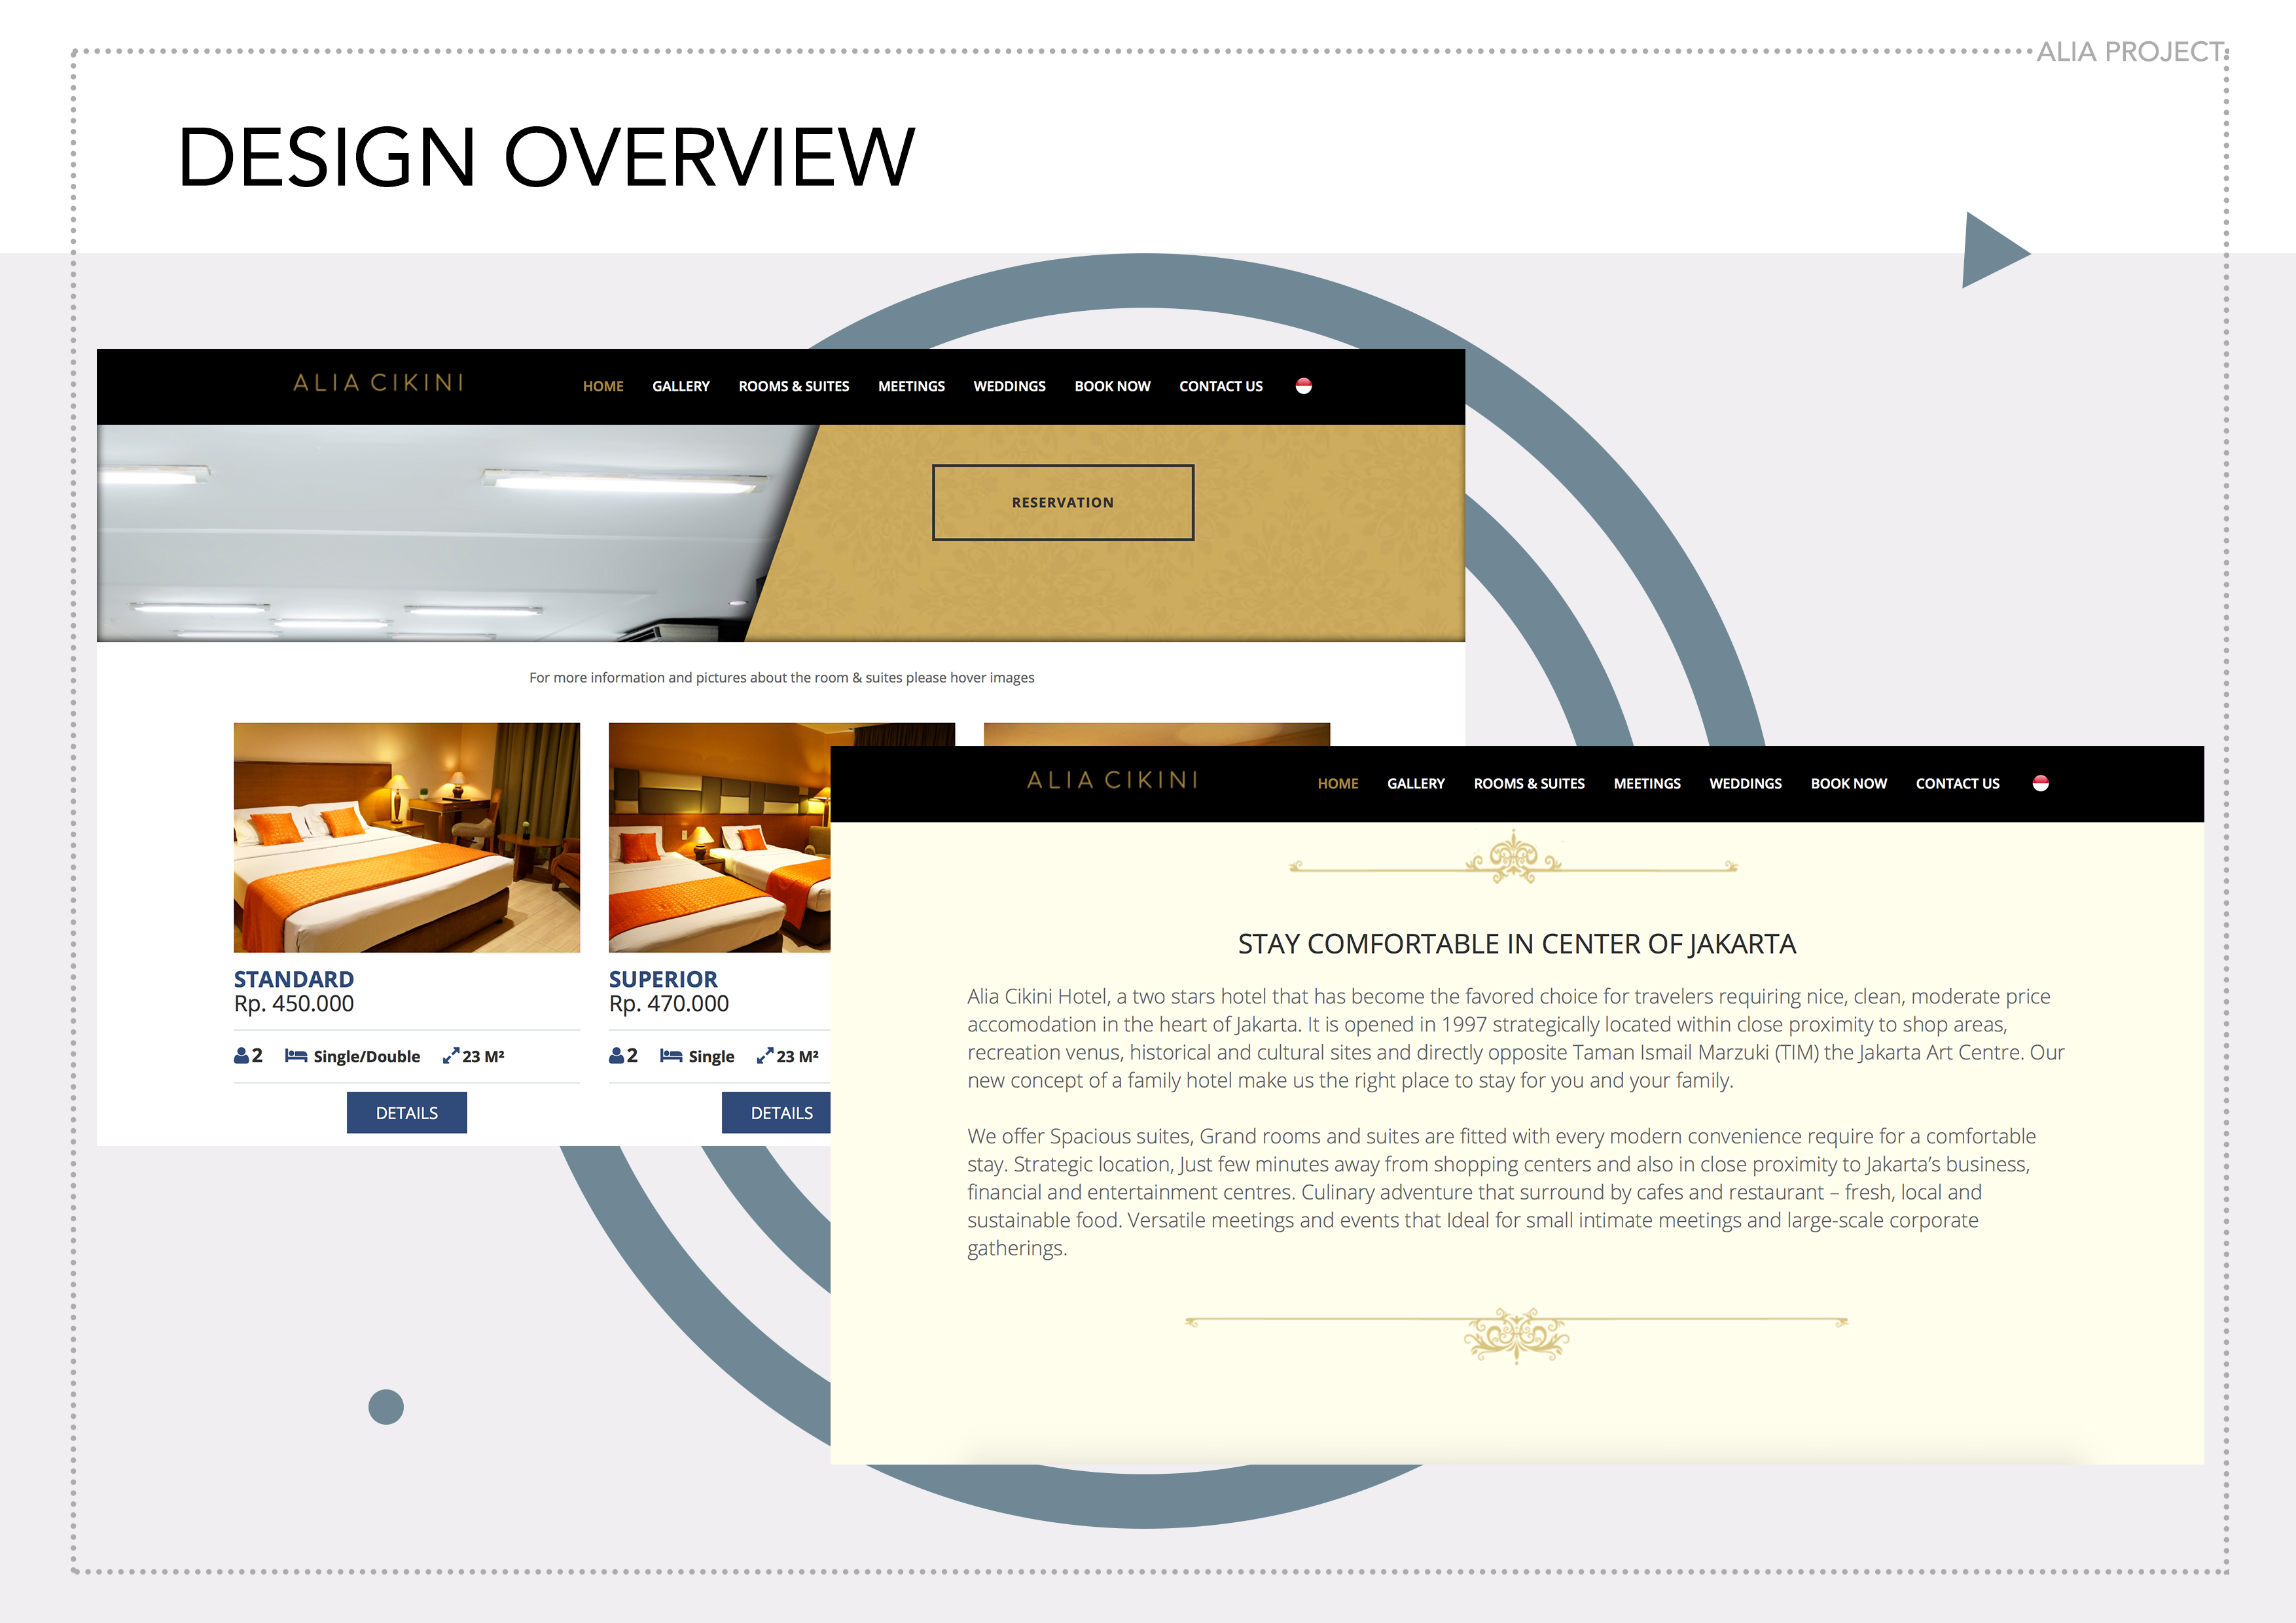 ALIA PROJECT
DESIGN OVERVIEW
ALIA CIKINI
HOME GALLERY ROOMS & SUITES MEETINGS WEDDINGS BOOK NOW CONTACT US
RESERVATION
For more information and pictures about the room & suites please hover images
STANDARD
Rp. 450.000
2 Single/Double 23 M²
DETAILS
SUPERIOR
Rp. 470.000
2 Single 23 M²
DETAILS
ALIA CIKINI
HOME GALLERY ROOMS & SUITES MEETINGS WEDDINGS BOOK NOW CONTACT US
STAY COMFORTABLE IN CENTER OF JAKARTA
Alia Cikini Hotel, a two stars hotel that has become the favored choice for travelers requiring nice, clean, moderate price
accomodation in the heart of Jakarta. It is opened in 1997 strategically located within close proximity to shop areas,
recreation venus, historical and cultural sites and directly opposite Taman Ismail Marzuki (TIM) the Jakarta Art Centre. Our
new concept of a family hotel make us the right place to stay for you and your family.
We offer Spacious suites, Grand rooms and suites are fitted with every modern convenience require for a comfortable
stay. Strategic location, Just few minutes away from shopping centers and also in close proximity to Jakarta’s business,
financial and entertainment centres. Culinary adventure that surround by cafes and restaurant – fresh, local and
sustainable food. Versatile meetings and events that Ideal for small intimate meetings and large-scale corporate
gatherings.